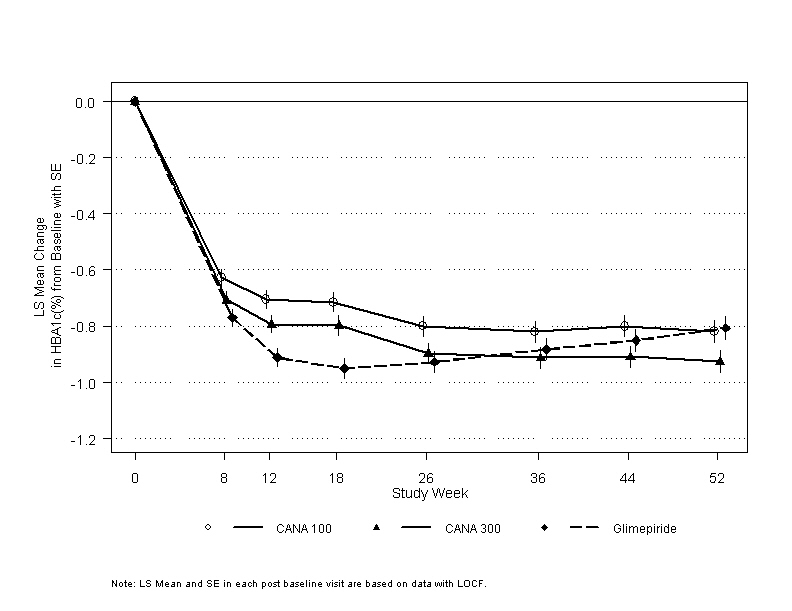 LS Mean Change
in HBA1c(%) from Baseline with SE
0.0
-0.2
-0.4
-0.6
-0.8
-1.0
-1.2
0 8 12 18 26 36 44 52
Study Week
CANA 100 CANA 300 Glimepiride
Note: LS Mean and SE in each post baseline visit are based on data with LOCF.